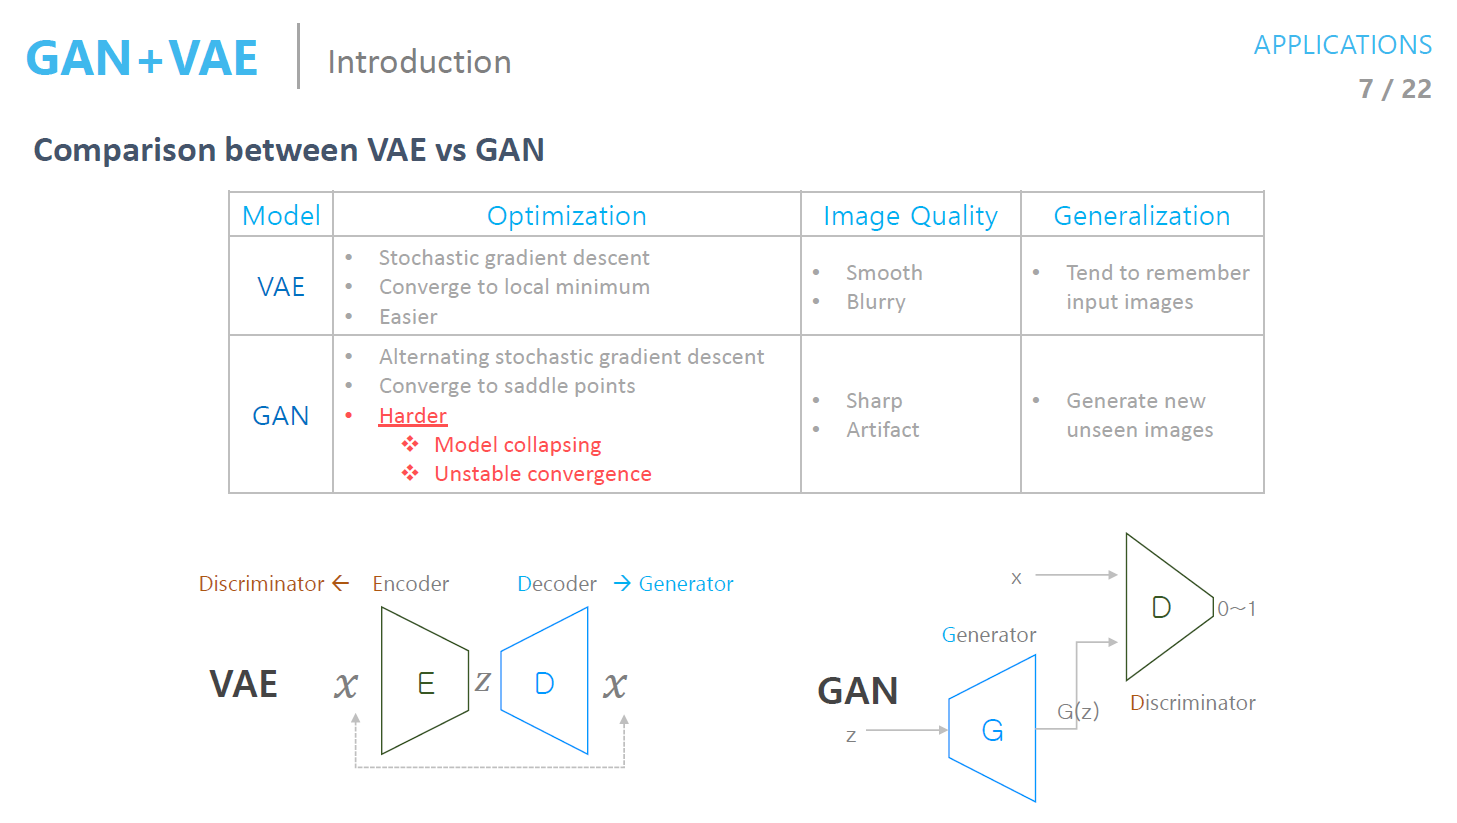 GAN+VAE
Introduction
APPLICATIONS
7 / 22
Comparison between VAE vs GAN
Model
Optimization
Image Quality
Generalization
VAE
• Stochastic gradient descent
• Converge to local minimum
• Easier
• Smooth
• Blurry
• Tend to remember
input images
GAN
• Alternating stochastic gradient descent
• Converge to saddle points
• Harder
❖ Model collapsing
❖ Unstable convergence
• Sharp
• Artifact
• Generate new
unseen images
Discriminator ← Encoder
Decoder → Generator
VAE
x
E
z
D
x
GAN
x
D
0~1
Generator
z
G
G(z)
Discriminator